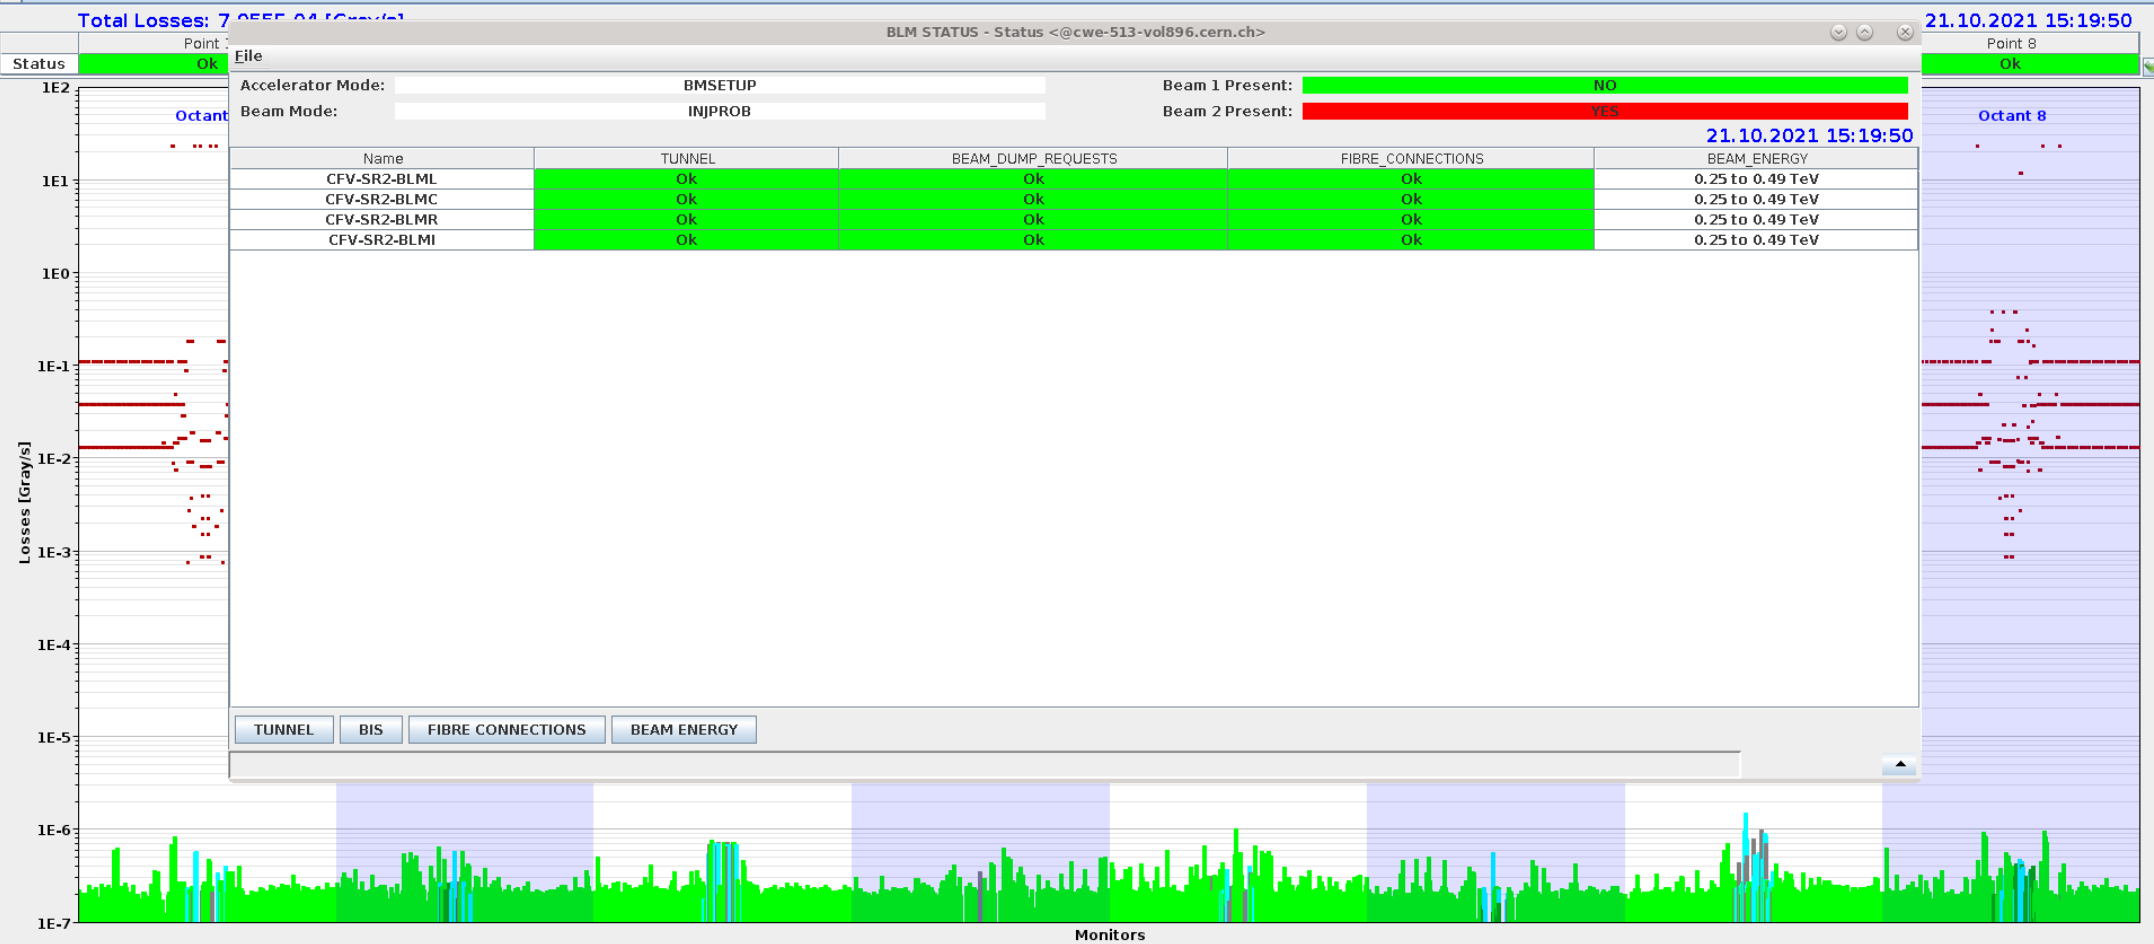 Total Losses:
21.10.2021 15:19:50
BLM STATUS - Status <@cwe-513-vol896.cern.ch>
Point
Point 8
Status Ok
Ok
File
Accelerator Mode: BMSETUP Beam 1 Present: NO
Beam Mode: INJPROB Beam 2 Present: YES
21.10.2021 15:19:50
Name TUNNEL BEAM_DUMP_REQUESTS FIBRE_CONNECTIONS BEAM_ENERGY
CFV-SR2-BLML Ok Ok Ok 0.25 to 0.49 TeV
CFV-SR2-BLMC Ok Ok Ok 0.25 to 0.49 TeV
CFV-SR2-BLMR Ok Ok Ok 0.25 to 0.49 TeV
CFV-SR2-BLMI Ok Ok Ok 0.25 to 0.49 TeV
TUNNEL BIS FIBRE CONNECTIONS BEAM ENERGY
Octant
Octant 8
Losses [Gray/s]
1E2
1E1
1E0
1E-1
1E-2
1E-3
1E-4
1E-5
1E-6
1E-7
Monitors